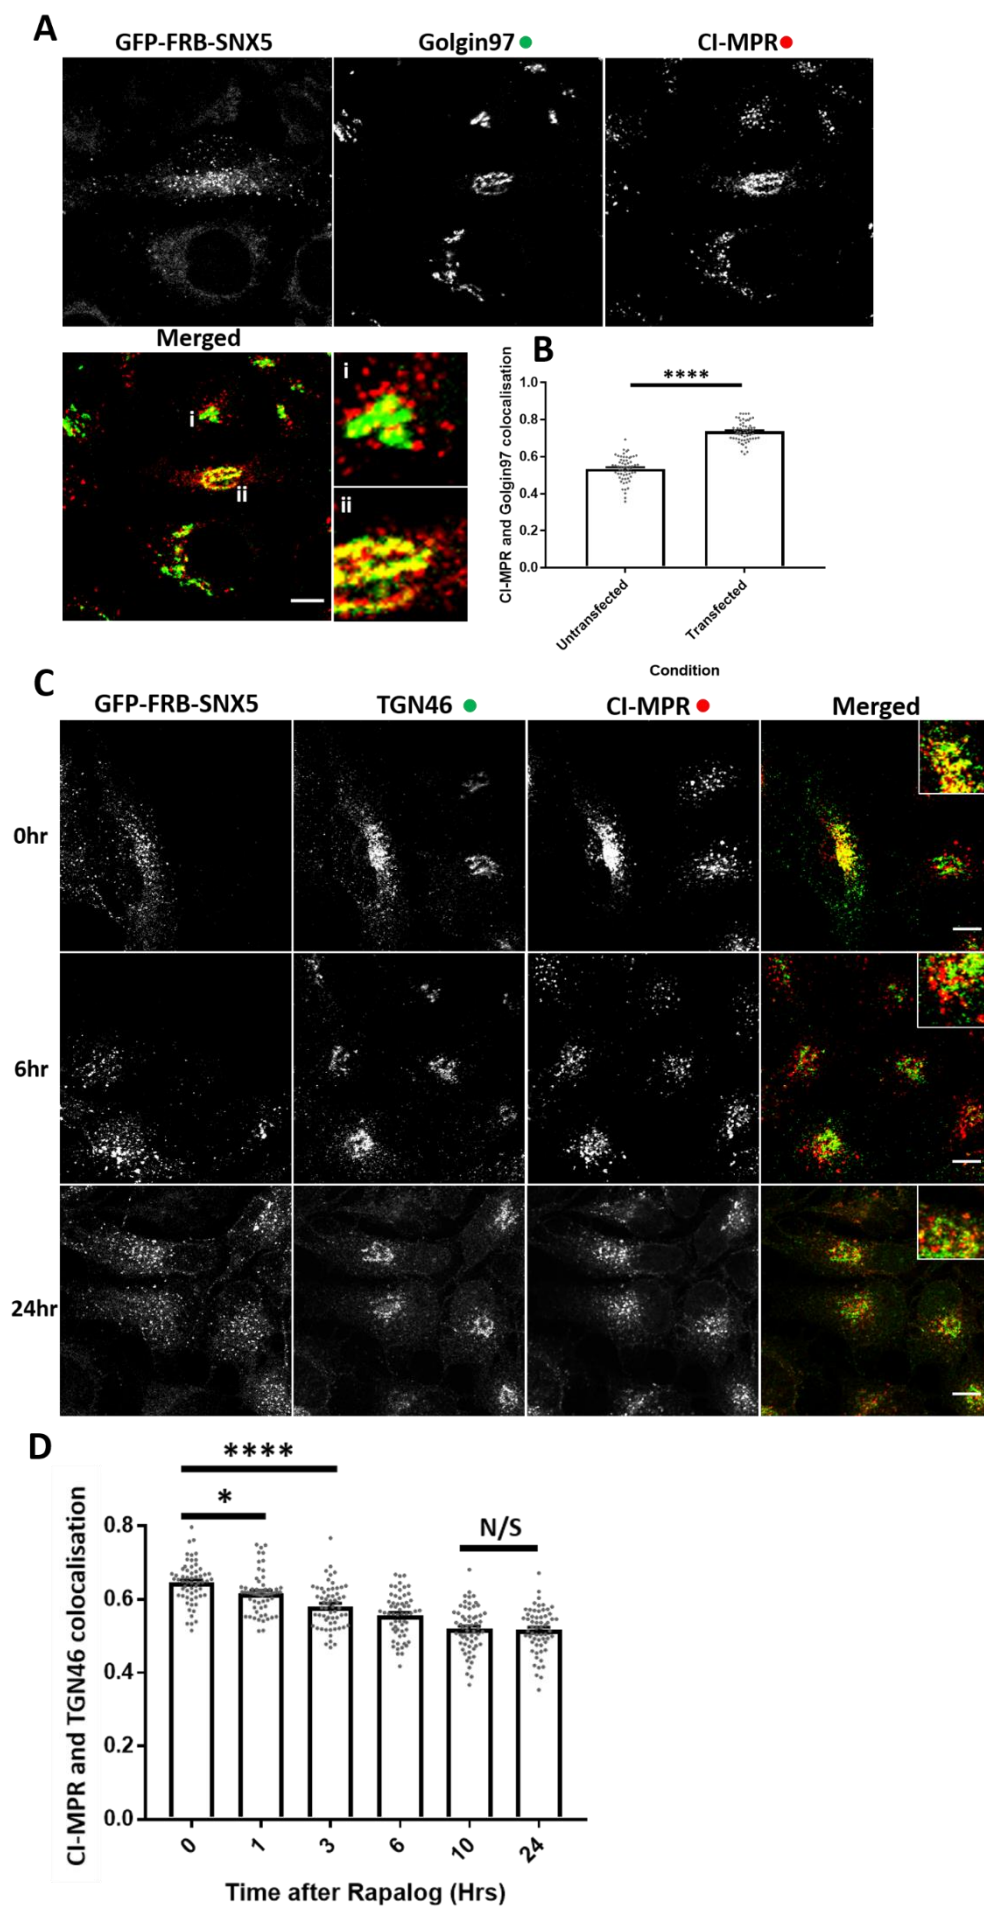 A
GFP-FRB-SNX5 Golgin97 CI-MPR
Merged
i
ii
i
ii
B
CI-MPR and Golgin97 colocalisation
****
1.0
0.8
0.6
0.4
0.2
0.0
Untransfected Transfected
Condition
C
GFP-FRB-SNX5 TGN46 CI-MPR Merged
0hr
6hr
24hr
D
CI-MPR and TGN46 colocalisation
****
*
N/S
0.8
0.6
0.4
0.2
0.0
0 1 3 6 10 24
Time after Rapalog (Hrs)